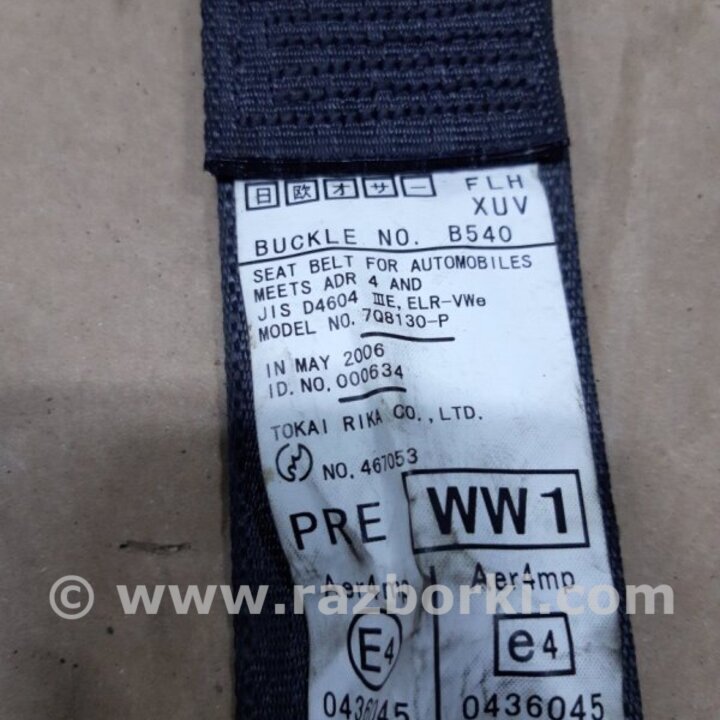 日 欧 オ サ ー FLH
XUV
BUCKLE NO. B540
SEAT BELT FOR AUTOMOBILES
MEETS ADR 4 AND
JIS D4604 ⅢE, ELR-VWe
MODEL NO. 7Q8130-P
IN MAY 2006
ID. NO. 000634
TOKAI RIKA CO., LTD.
NO. 467053
PRE WW1
Aer4mp Aer4mp
© www.razborki.com
E4 e4
0436045 0436045